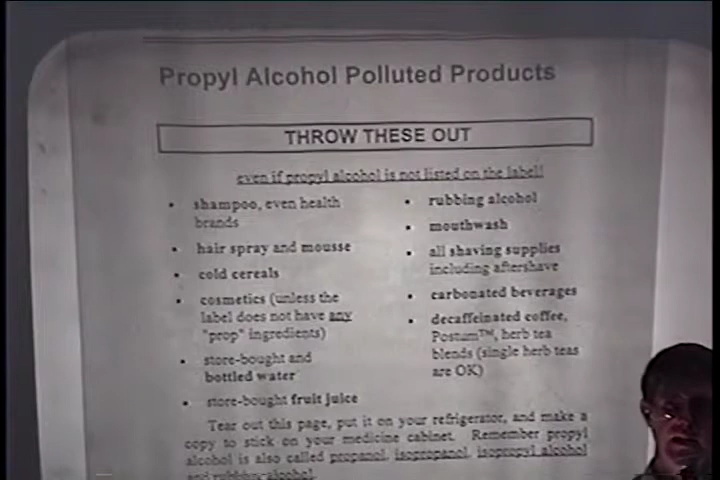 Propyl Alcohol Polluted Products
THROW THESE OUT
even if propyl alcohol is not listed on the label!
• shampoo, even health
brands
• hair spray and mousse
• cold cereals
• cosmetics (unless the
label does not have any
"prop" ingredients)
• store-bought and
bottled water
• store-bought fruit juice
• rubbing alcohol
• mouthwash
• all shaving supplies
including aftershave
• carbonated beverages
• decaffeinated coffee,
Postum™, herb tea
blends (single herb teas
are OK)
Tear out this page, put it on your refrigerator, and make a
copy to stick on your medicine cabinet. Remember propyl
alcohol is also called propanol, isopropanol, isopropyl alcohol
and rubbing alcohol.